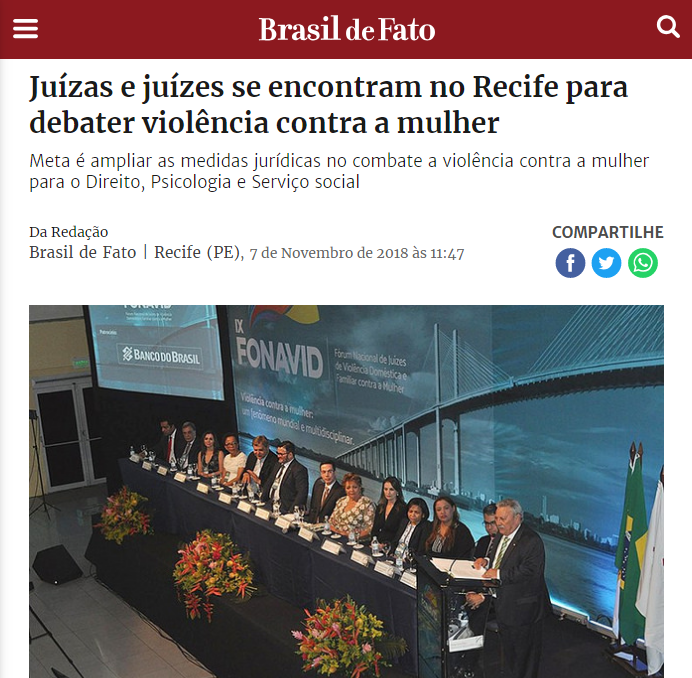 Brasil de Fato
Juízas e juízes se encontram no Recife para
debater violência contra a mulher
Meta é ampliar as medidas jurídicas no combate a violência contra a mulher
para o Direito, Psicologia e Serviço social
Da Redação
Brasil de Fato | Recife (PE), 7 de Novembro de 2018 às 11:47
COMPARTILHE
FONAVID
BANCO DO BRASIL
IX
FONAVID
Fórum Nacional de Juízes
de Violência Doméstica e
Familiar contra a Mulher
Violência contra a mulher:
um fenômeno mundial e multidisciplinar.